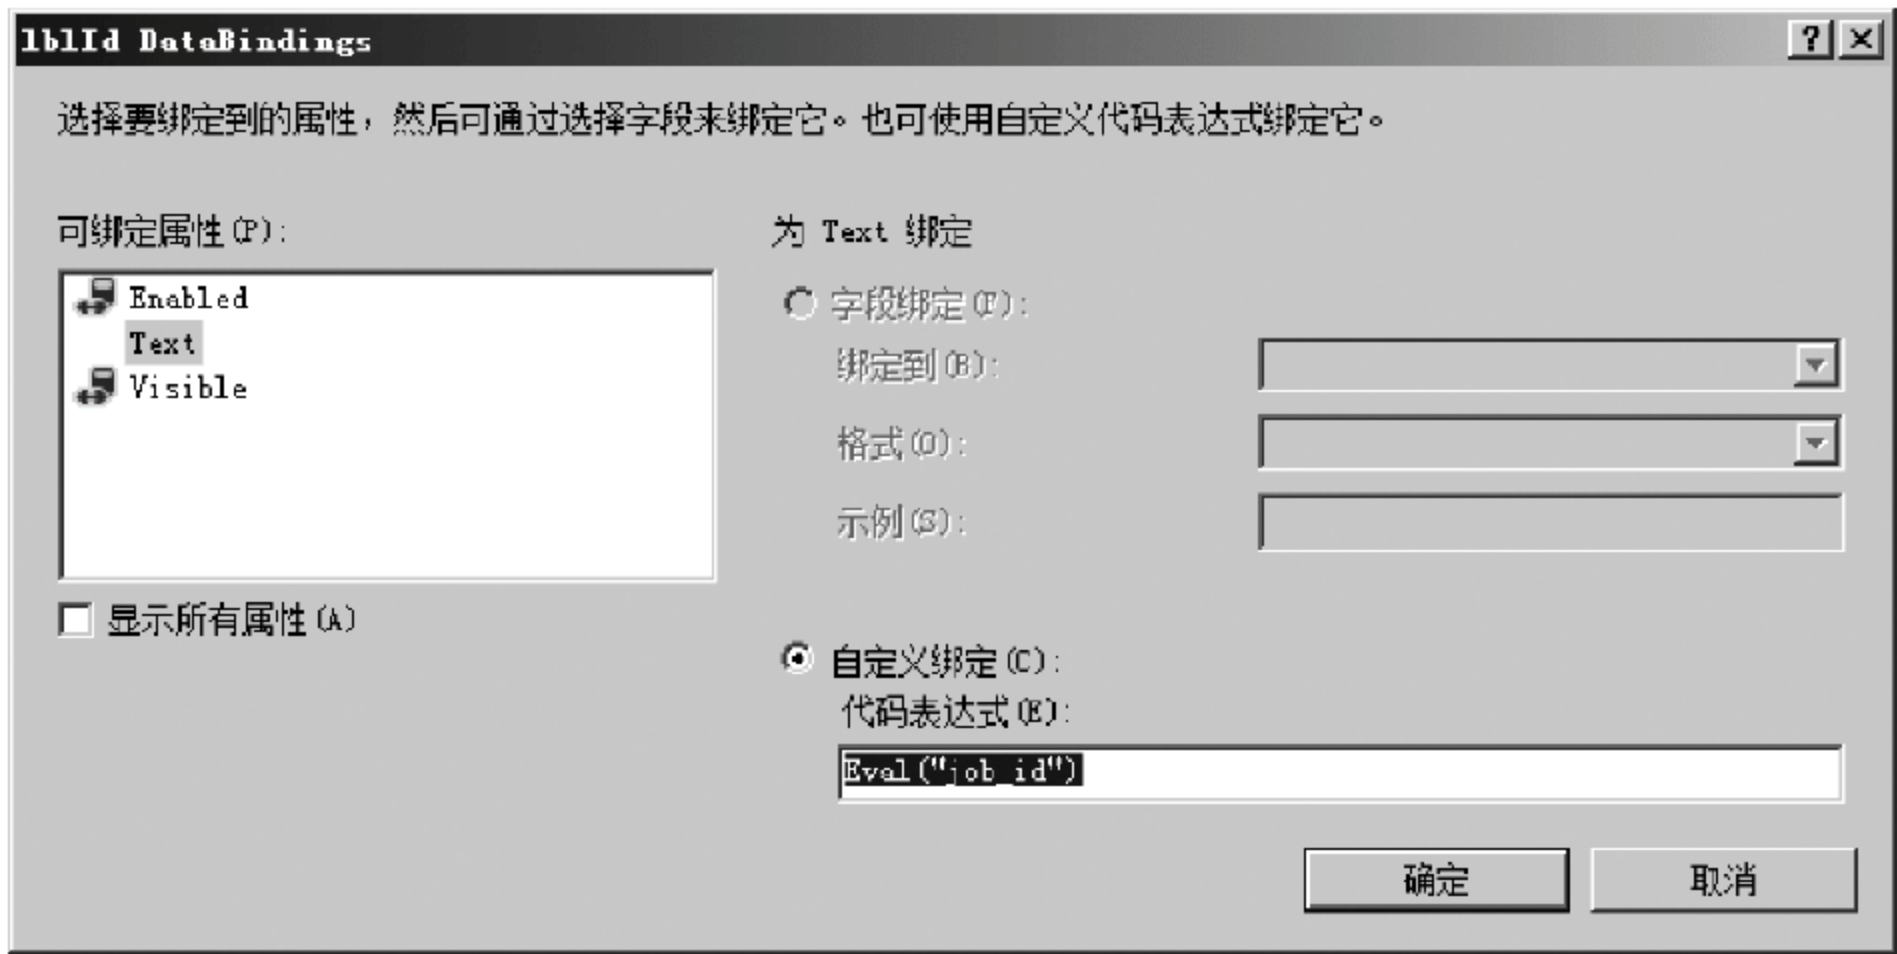 lblId DataBindings
选择要绑定到的属性，然后可通过选择字段来绑定它。也可使用自定义代码表达式绑定它。
可绑定属性(P):
Enabled
Text
Visible
显示所有属性(A)
为 Text 绑定
字段绑定(F):
绑定到(B):
格式(O):
示例(S):
自定义绑定(C):
代码表达式(E):
Eval("job_id")
确定
取消